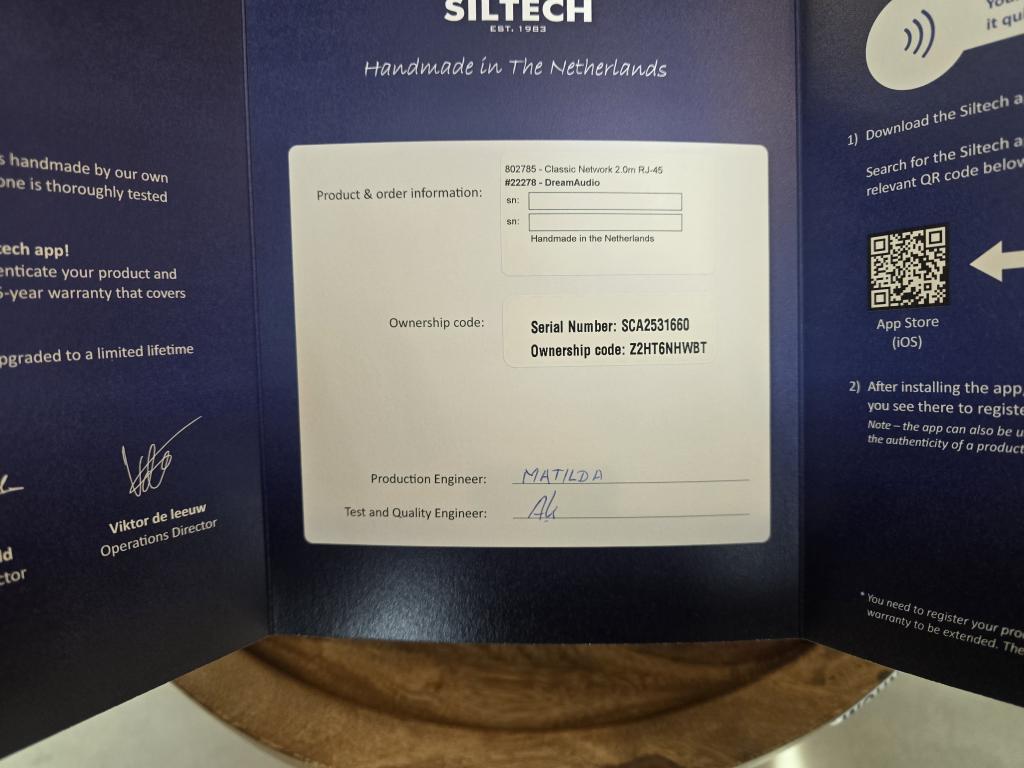 s handmade by our own
one is thoroughly tested
tech app!
enticate your product and
-year warranty that covers
pgraded to a limited lifetime
Viktor de leeuw
Operations Director
ld
ctor
SILTECH
EST. 1983
Handmade in The Netherlands
Product & order information:
802785 - Classic Network 2.0m RJ-45
#22278 - DreamAudio
sn:
sn:
Handmade in the Netherlands
Ownership code:
Serial Number: SCA2531660
Ownership code: Z2HT6NHWBT
Production Engineer: MATILDA
Test and Quality Engineer:
it qui
1) Download the Siltech a
Search for the Siltech a
relevant QR code below
App Store
(iOS)
2) After installing the app,
you see there to registe
Note – the app can also be u
the authenticity of a product
* You need to register your pro
warranty to be extended. The